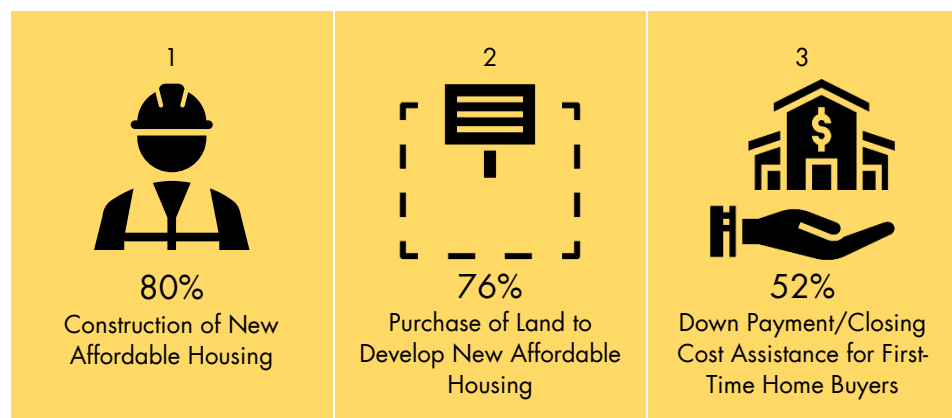 1
80%
Construction of New
Affordable Housing
2
76%
Purchase of Land to
Develop New Affordable
Housing
3
$
52%
Down Payment/Closing
Cost Assistance for First-
Time Home Buyers